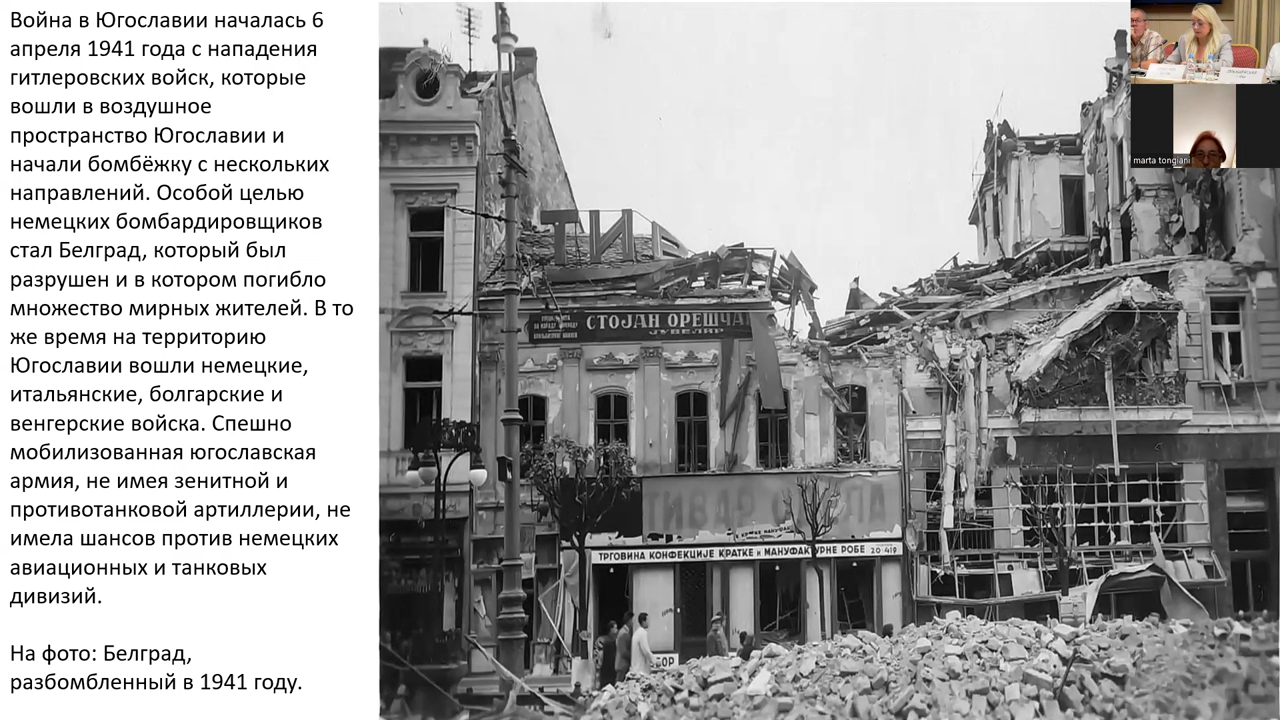 Война в Югославии началась 6
апреля 1941 года с нападения
гитлеровских войск, которые
вошли в воздушное
пространство Югославии и
начали бомбёжку с нескольких
направлений. Особой целью
немецких бомбардировщиков
стал Белград, который был
разрушен и в котором погибло
множество мирных жителей. В то
же время на территорию
Югославии вошли немецкие,
итальянские, болгарские и
венгерские войска. Спешно
мобилизованная югославская
армия, не имея зенитной и
противотанковой артиллерии, не
имела шансов против немецких
авиационных и танковых
дивизий.
На фото: Белград,
разбомбленный в 1941 году.
СТОЈАН ОРЕШЧА
ЈУВЕЛИР
ТРГОВИНА КОНФЕКЦИЈЕ КРАТКЕ и МАНУФАКТУРНЕ РОБЕ 20-419
marta tongiani